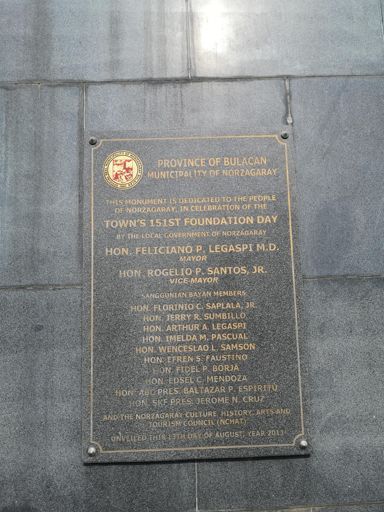 PROVINCE OF BULACAN
MUNICIPALITY OF NORZAGARAY
THIS MONUMENT IS DEDICATED TO THE PEOPLE
OF NORZAGARAY, IN CELEBRATION OF THE
TOWN'S 151ST FOUNDATION DAY
BY THE LOCAL GOVERNMENT OF NORZAGARAY
HON. FELICIANO P. LEGASPI M.D.
MAYOR
HON. ROGELIO P. SANTOS, JR.
VICE-MAYOR
SANGGUNIAN BAYAN MEMBERS
HON. FLORINIO C. SAPLALA, JR.
HON. JERRY R. SUMBILLO
HON. ARTHUR A. LEGASPI
HON. IMELDA M. PASCUAL
HON. WENCESLAO L. SAMSON
HON. EFREN S. FAUSTINO
HON. FIDEL P. BORJA
HON. EDSEL C. MENDOZA
HON. ABC PRES. BALTAZAR P. ESPIRITU
HON. SKF PRES. JEROME N. CRUZ
AND THE NORZAGARAY CULTURE, HISTORY, ARTS AND
TOURISM COUNCIL (NCHAT)
UNVEILED THIS 13TH DAY OF AUGUST, YEAR 2011